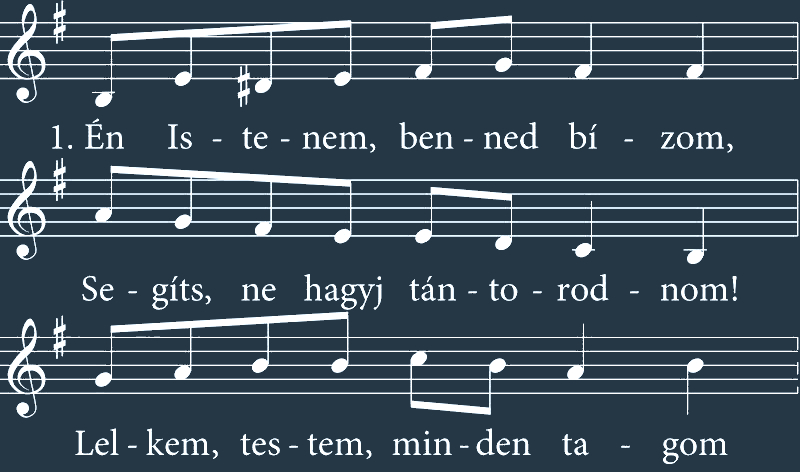 1. Én Is - te - nem, ben - ned bí - zom,
Se - gíts, ne hagyj tán - to - rod - nom!
Lel - kem, tes - tem, min - den ta - gom